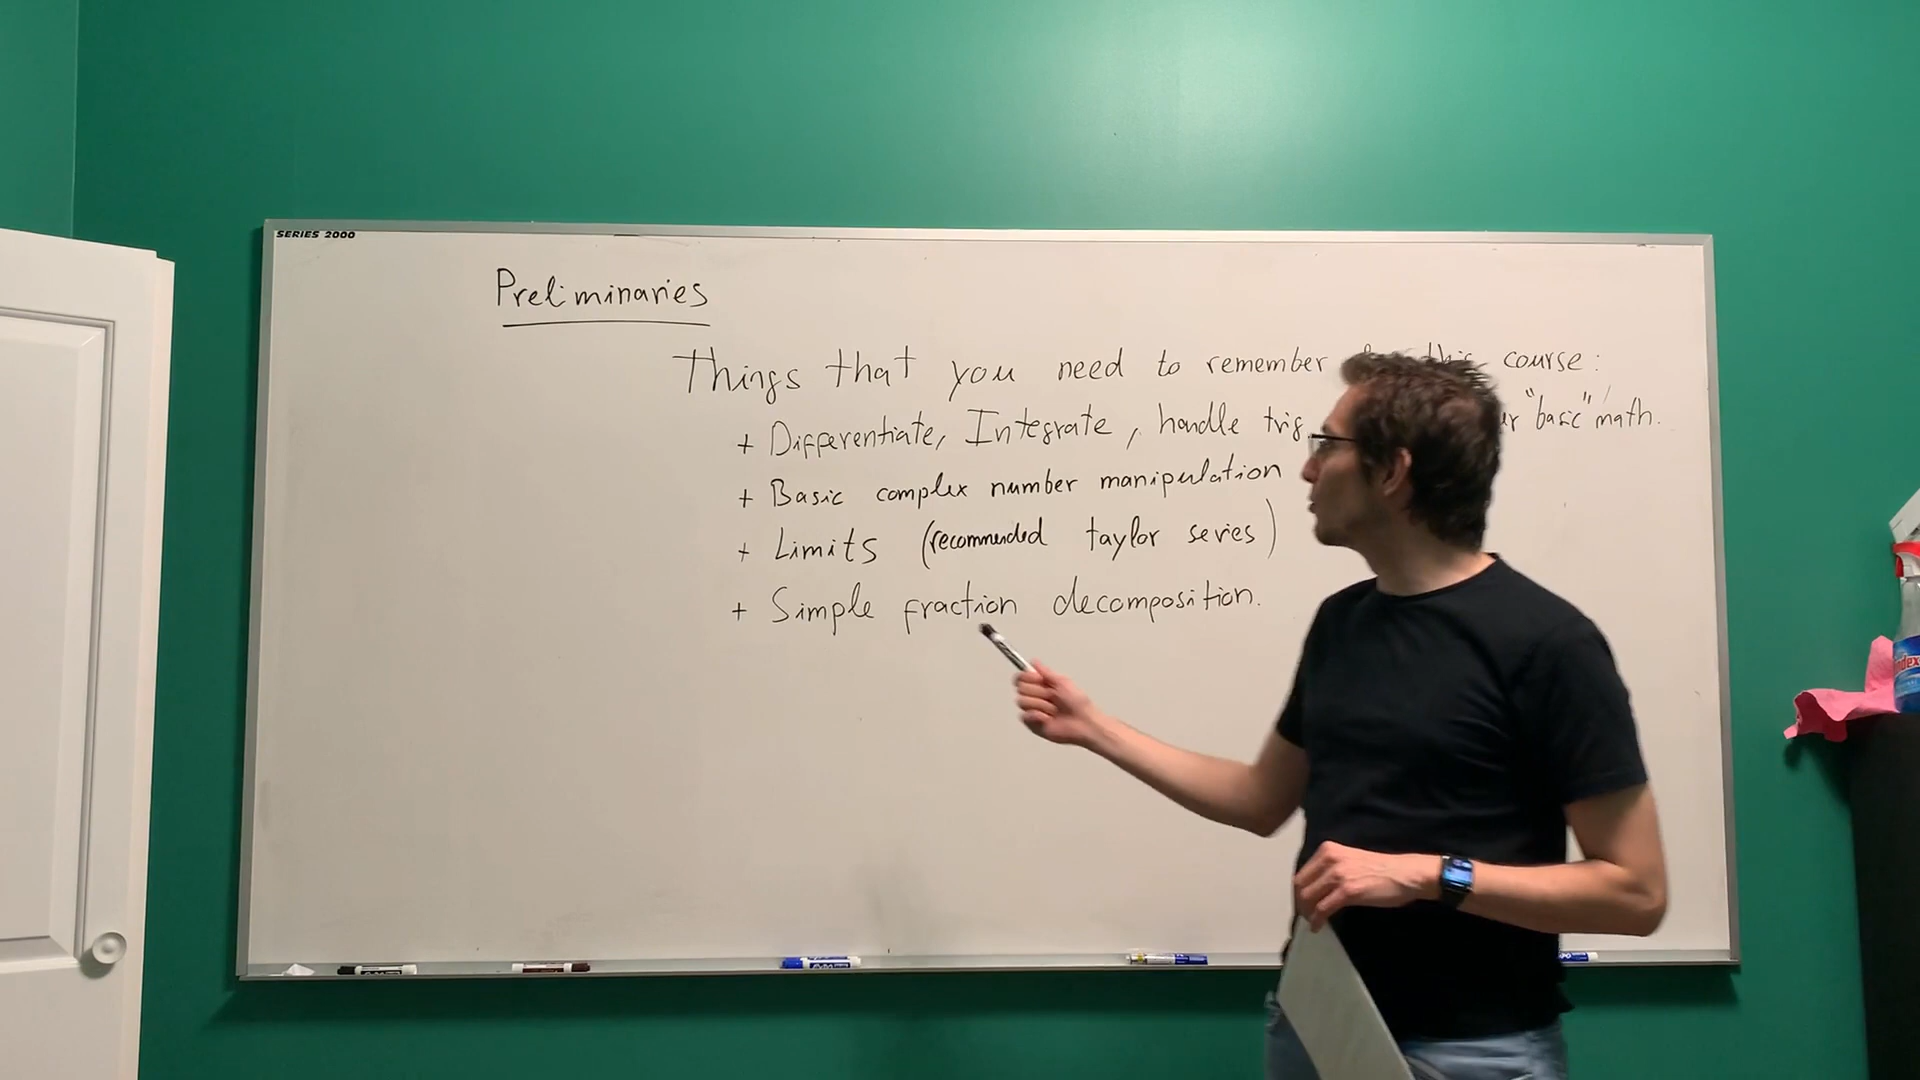 SERIES 2000
Preliminaries
Things that you need to remember this course:
+ Differentiate, Integrate, handle trig "basic" math.
+ Basic complex number manipulation
+ Limits (recommended taylor series)
+ Simple fraction decomposition.